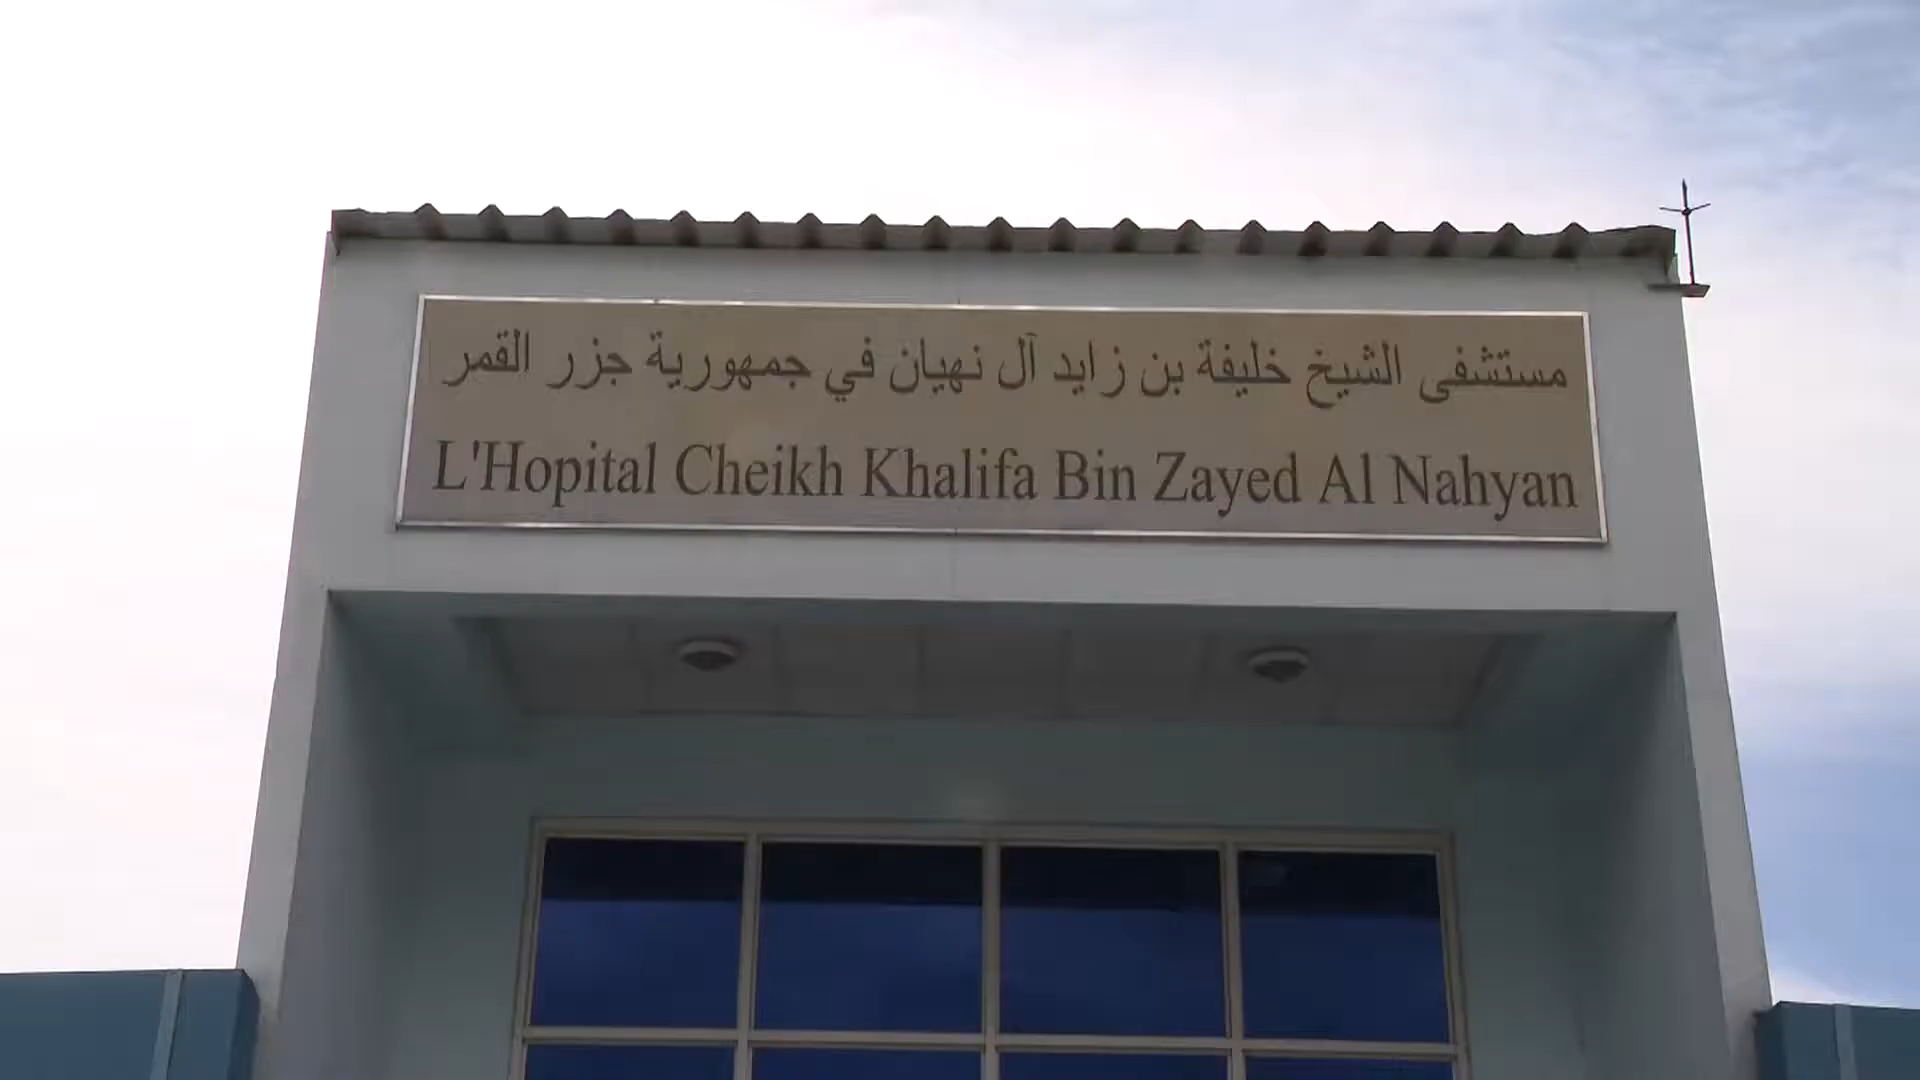 مستشفى الشيخ خليفة بن زايد آل نهيان في جمهورية جزر القمر
L'Hopital Cheikh Khalifa Bin Zayed Al Nahyan